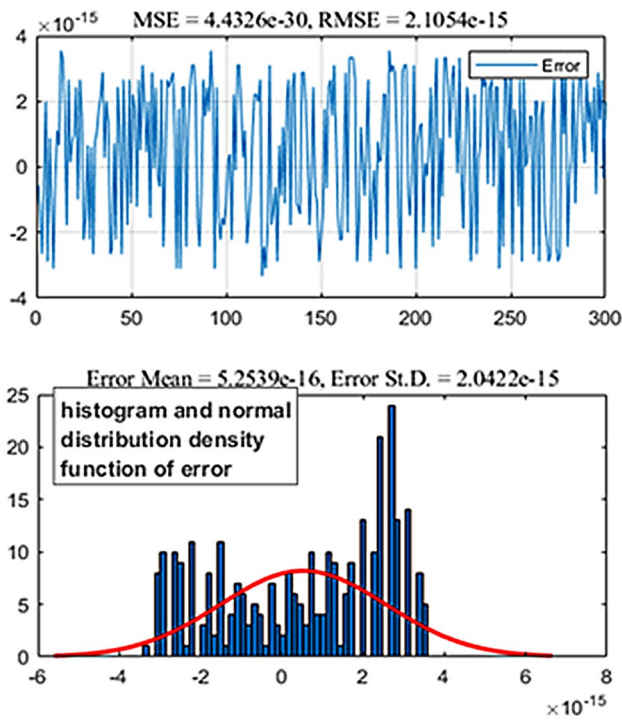 MSE = 4.4326e-30, RMSE = 2.1054e-15
×10-15
4
2
0
-2
-4
Error
0 50 100 150 200 250 300
Error Mean = 5.2539e-16, Error St.D. = 2.0422e-15
histogram and normal
distribution density
function of error
25
20
15
10
5
0
-6 -4 -2 0 2 4 6 8
×10-15